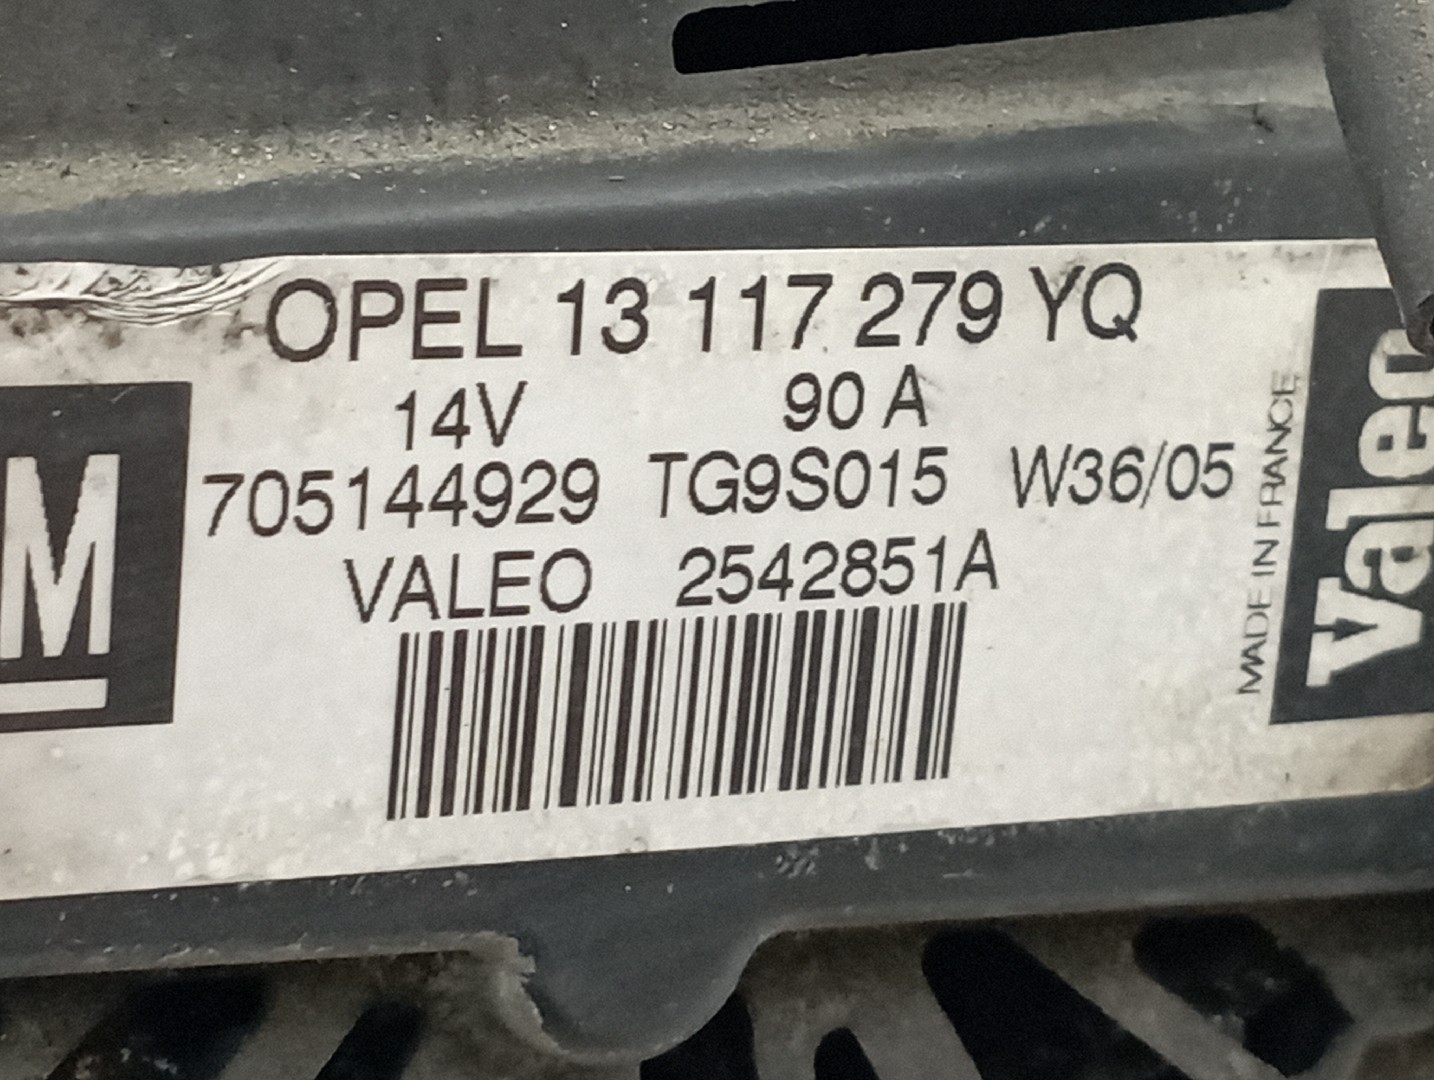 OPEL 13 117 279 YQ
14V 90 A
705144929 TG9S015 W36/05
VALEO 2542851A
M
MADE IN FRANCE
Valeo